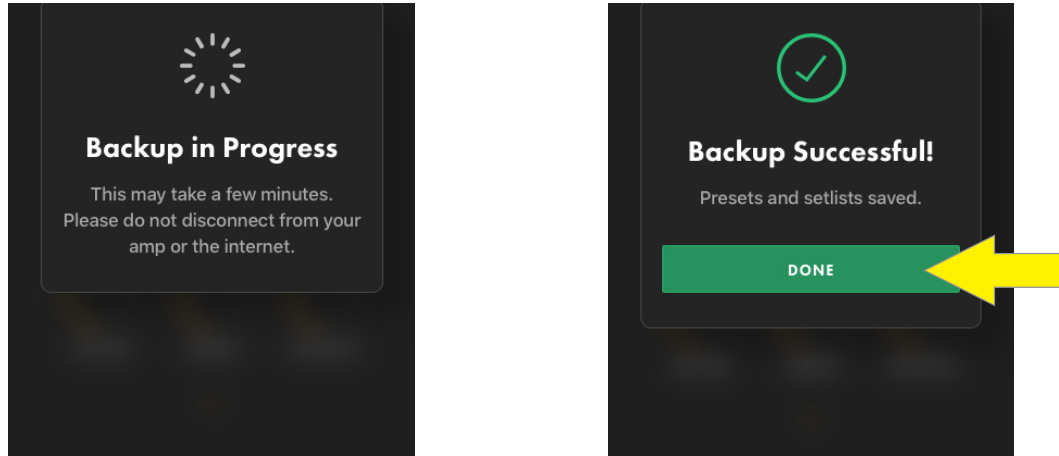 Backup in Progress
This may take a few minutes.
Please do not disconnect from your
amp or the internet.
Backup Successful!
Presets and setlists saved.
DONE